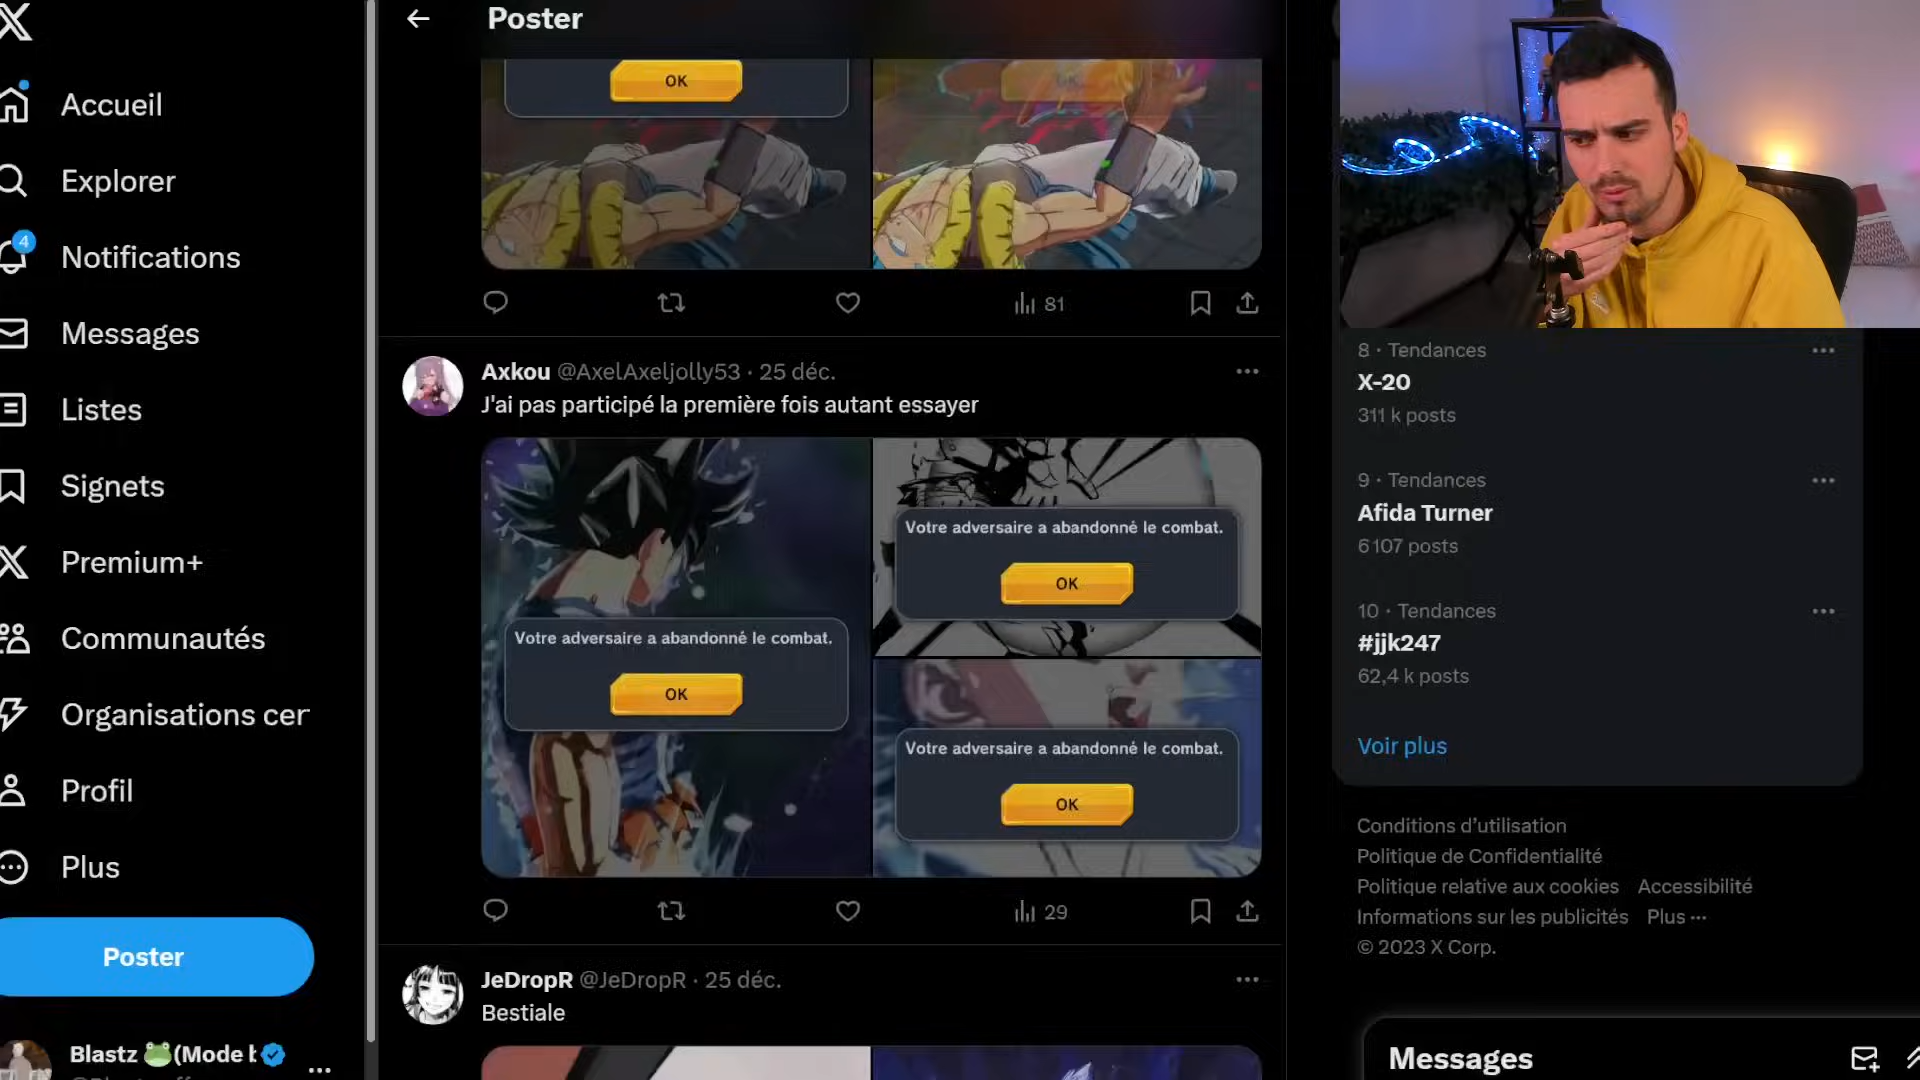 Poster
Accueil
Explorer
4
Notifications
Messages
Listes
Signets
Premium+
Communautés
Organisations cer
Profil
Plus
Poster
Blastz 🐸(Mode
OK
81
Axkou @AxelAxeljolly53 · 25 déc.
J'ai pas participé la première fois autant essayer
Votre adversaire a abandonné le combat.
OK
Votre adversaire a abandonné le combat.
OK
Votre adversaire a abandonné le combat.
OK
29
JeDropR @JeDropR · 25 déc.
Bestiale
8 · Tendances
X-20
311 k posts
9 · Tendances
Afida Turner
6 107 posts
10 · Tendances
#jjk247
62,4 k posts
Voir plus
Conditions d’utilisation
Politique de Confidentialité
Politique relative aux cookies Accessibilité
Informations sur les publicités Plus ···
© 2023 X Corp.
Messages